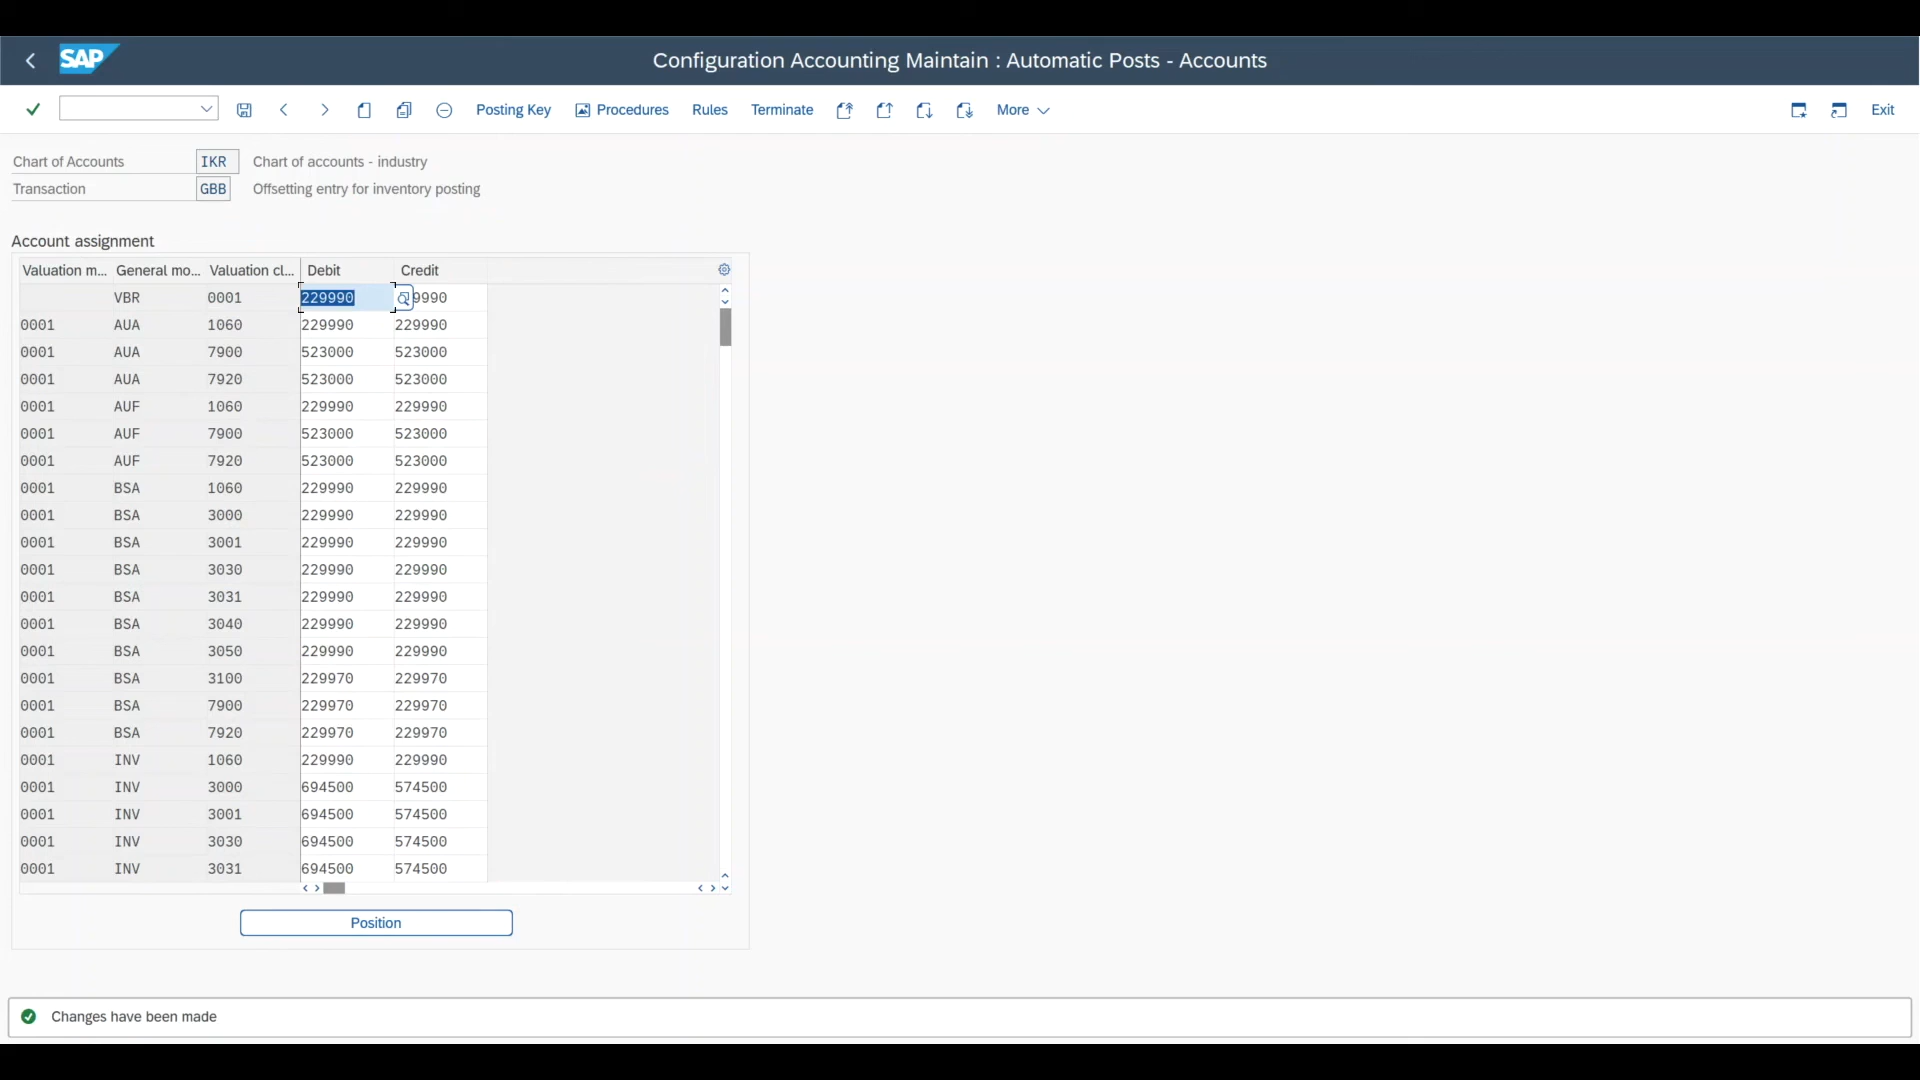 SAP Configuration Accounting Maintain : Automatic Posts - Accounts
Posting Key Procedures Rules Terminate More Exit
Chart of Accounts IKR Chart of accounts - industry
Transaction GBB Offsetting entry for inventory posting
Account assignment
Valuation m... General mo... Valuation cl... Debit Credit
VBR 0001 229990 9990
0001 AUA 1060 229990 229990
0001 AUA 7900 523000 523000
0001 AUA 7920 523000 523000
0001 AUF 1060 229990 229990
0001 AUF 7900 523000 523000
0001 AUF 7920 523000 523000
0001 BSA 1060 229990 229990
0001 BSA 3000 229990 229990
0001 BSA 3001 229990 229990
0001 BSA 3030 229990 229990
0001 BSA 3031 229990 229990
0001 BSA 3040 229990 229990
0001 BSA 3050 229990 229990
0001 BSA 3100 229970 229970
0001 BSA 7900 229970 229970
0001 BSA 7920 229970 229970
0001 INV 1060 229990 229990
0001 INV 3000 694500 574500
0001 INV 3001 694500 574500
0001 INV 3030 694500 574500
0001 INV 3031 694500 574500
Position
Changes have been made